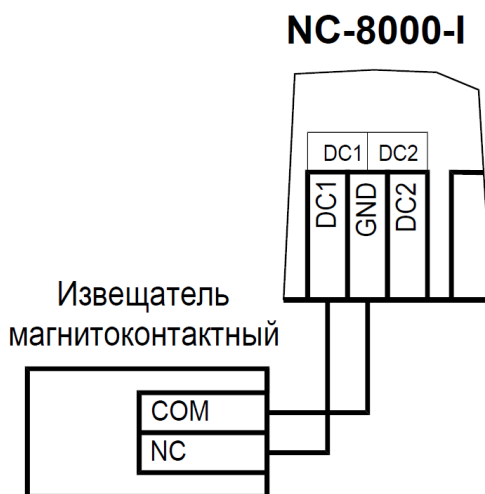 NC-8000-I
DC1 DC2
DC1 GND DC2
Извещатель
магнитоконтактный
COM
NC